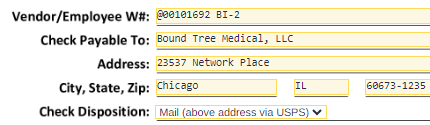 Vendor/Employee W#: @00101692 BI-2
Check Payable To: Bound Tree Medical, LLC
Address: 23537 Network Place
City, State, Zip: Chicago IL 60673-1235
Check Disposition: Mail (above address via USPS)